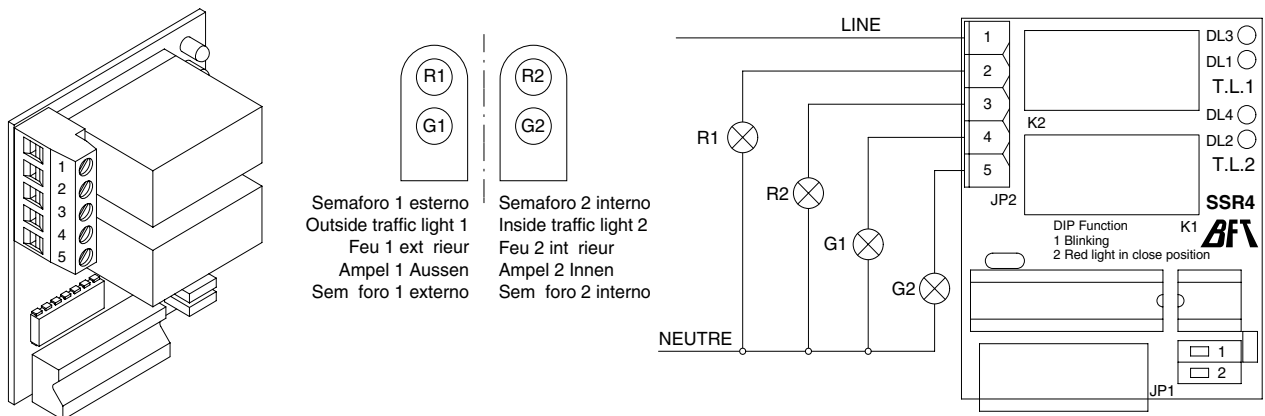 1
2
3
4
5
R1
G1
R2
G2
Semaforo 1 esterno
Outside traffic light 1
Feu 1 ext rieur
Ampel 1 Aussen
Sem foro 1 externo
Semaforo 2 interno
Inside traffic light 2
Feu 2 int rieur
Ampel 2 Innen
Sem foro 2 interno
LINE
R1
R2
G1
G2
NEUTRE
1
2
3
4
5
JP2
K2
K1
DL3
DL1
T.L.1
DL4
DL2
T.L.2
SSR4
BFT
DIP Function
1 Blinking
2 Red light in close position
1
2
JP1